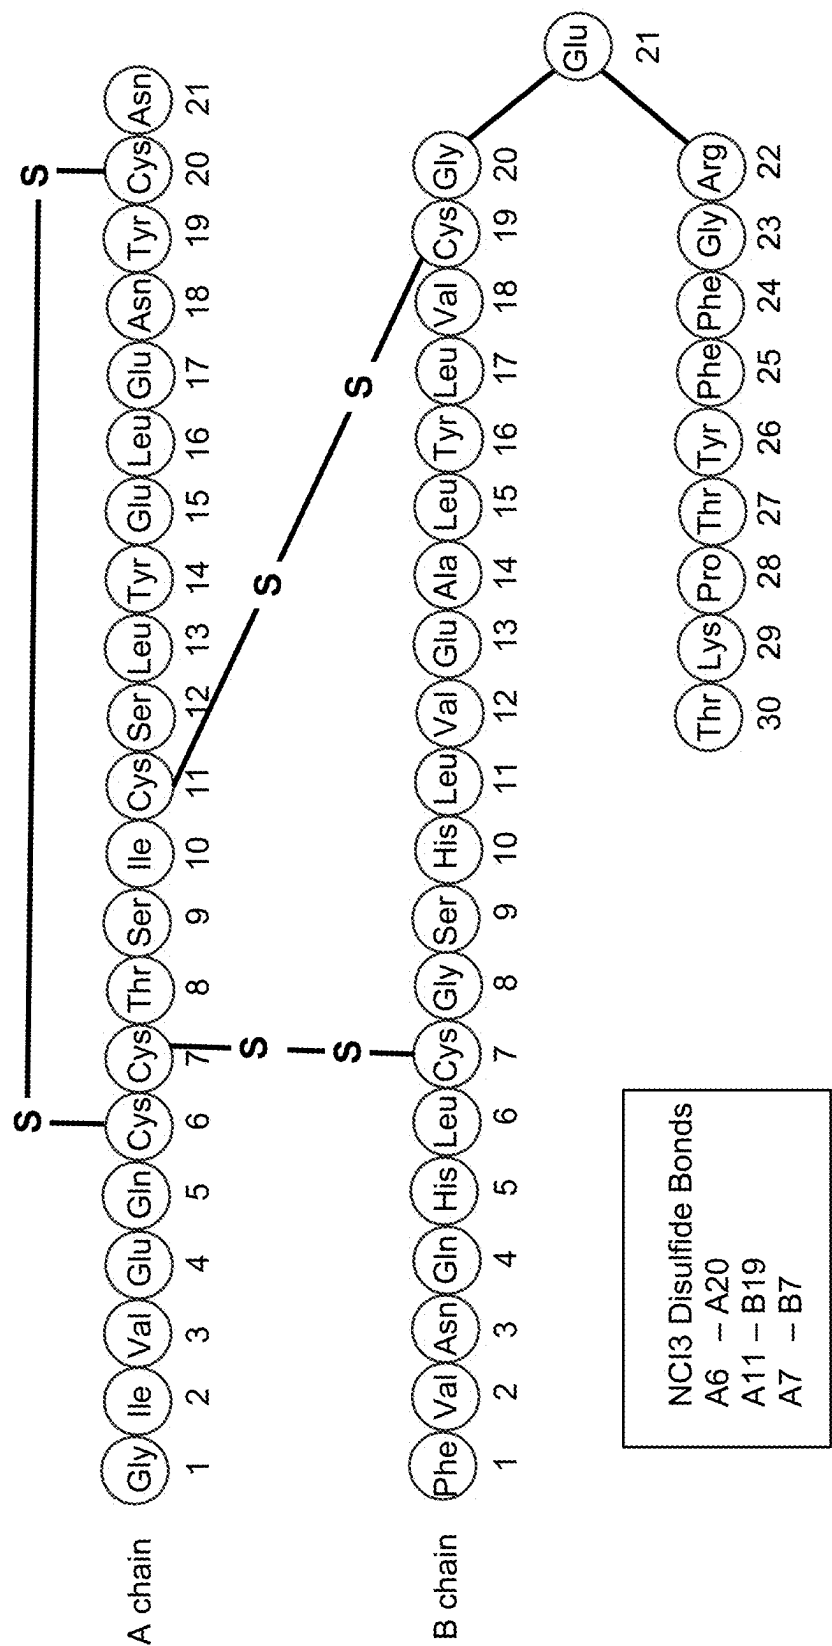 S S
A chain Gly Ile Val Glu Gln Cys Cys Thr Ser Ile Cys Ser Leu Tyr Glu Leu Glu Asn Tyr Cys Asn
1 2 3 4 5 6 7 8 9 10 11 12 13 14 15 16 17 18 19 20 21
S S
S S
B chain Phe Val Asn Gln His Leu Cys Gly Ser His Leu Val Glu Ala Leu Tyr Leu Val Cys Gly
1 2 3 4 5 6 7 8 9 10 11 12 13 14 15 16 17 18 19 20
Glu
21
Thr Lys Pro Thr Tyr Phe Phe Gly Arg
30 29 28 27 26 25 24 23 22
NCI3 Disulfide Bonds
A6 – A20
A11 – B19
A7 – B7